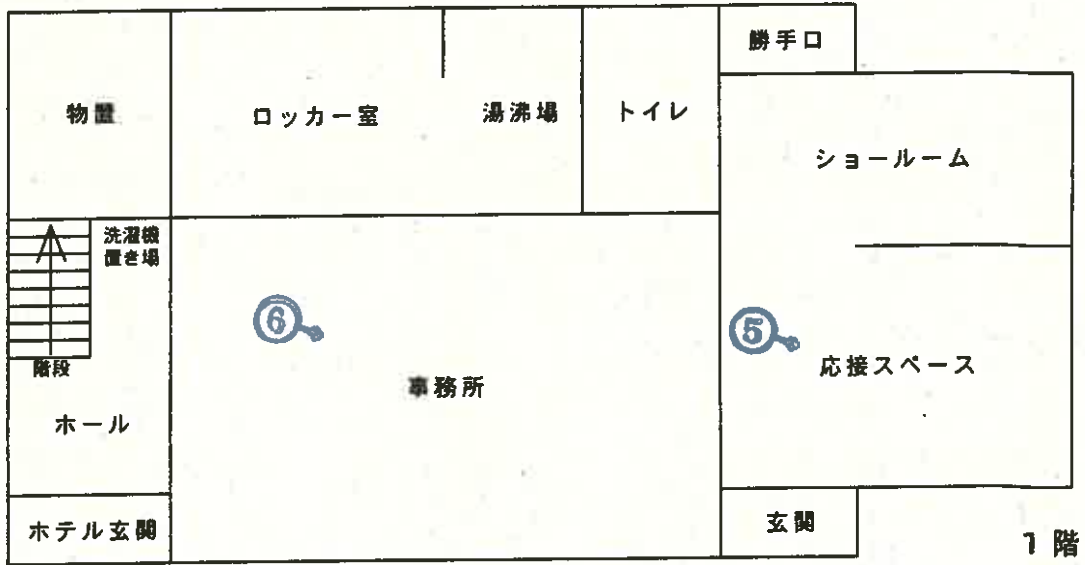 勝手口
物置
ロッカー室
湯沸場
トイレ
ショールーム
洗濯機
置き場
⑥
⑤
階段
事務所
応接スペース
ホール
ホテル玄関
玄関
1階